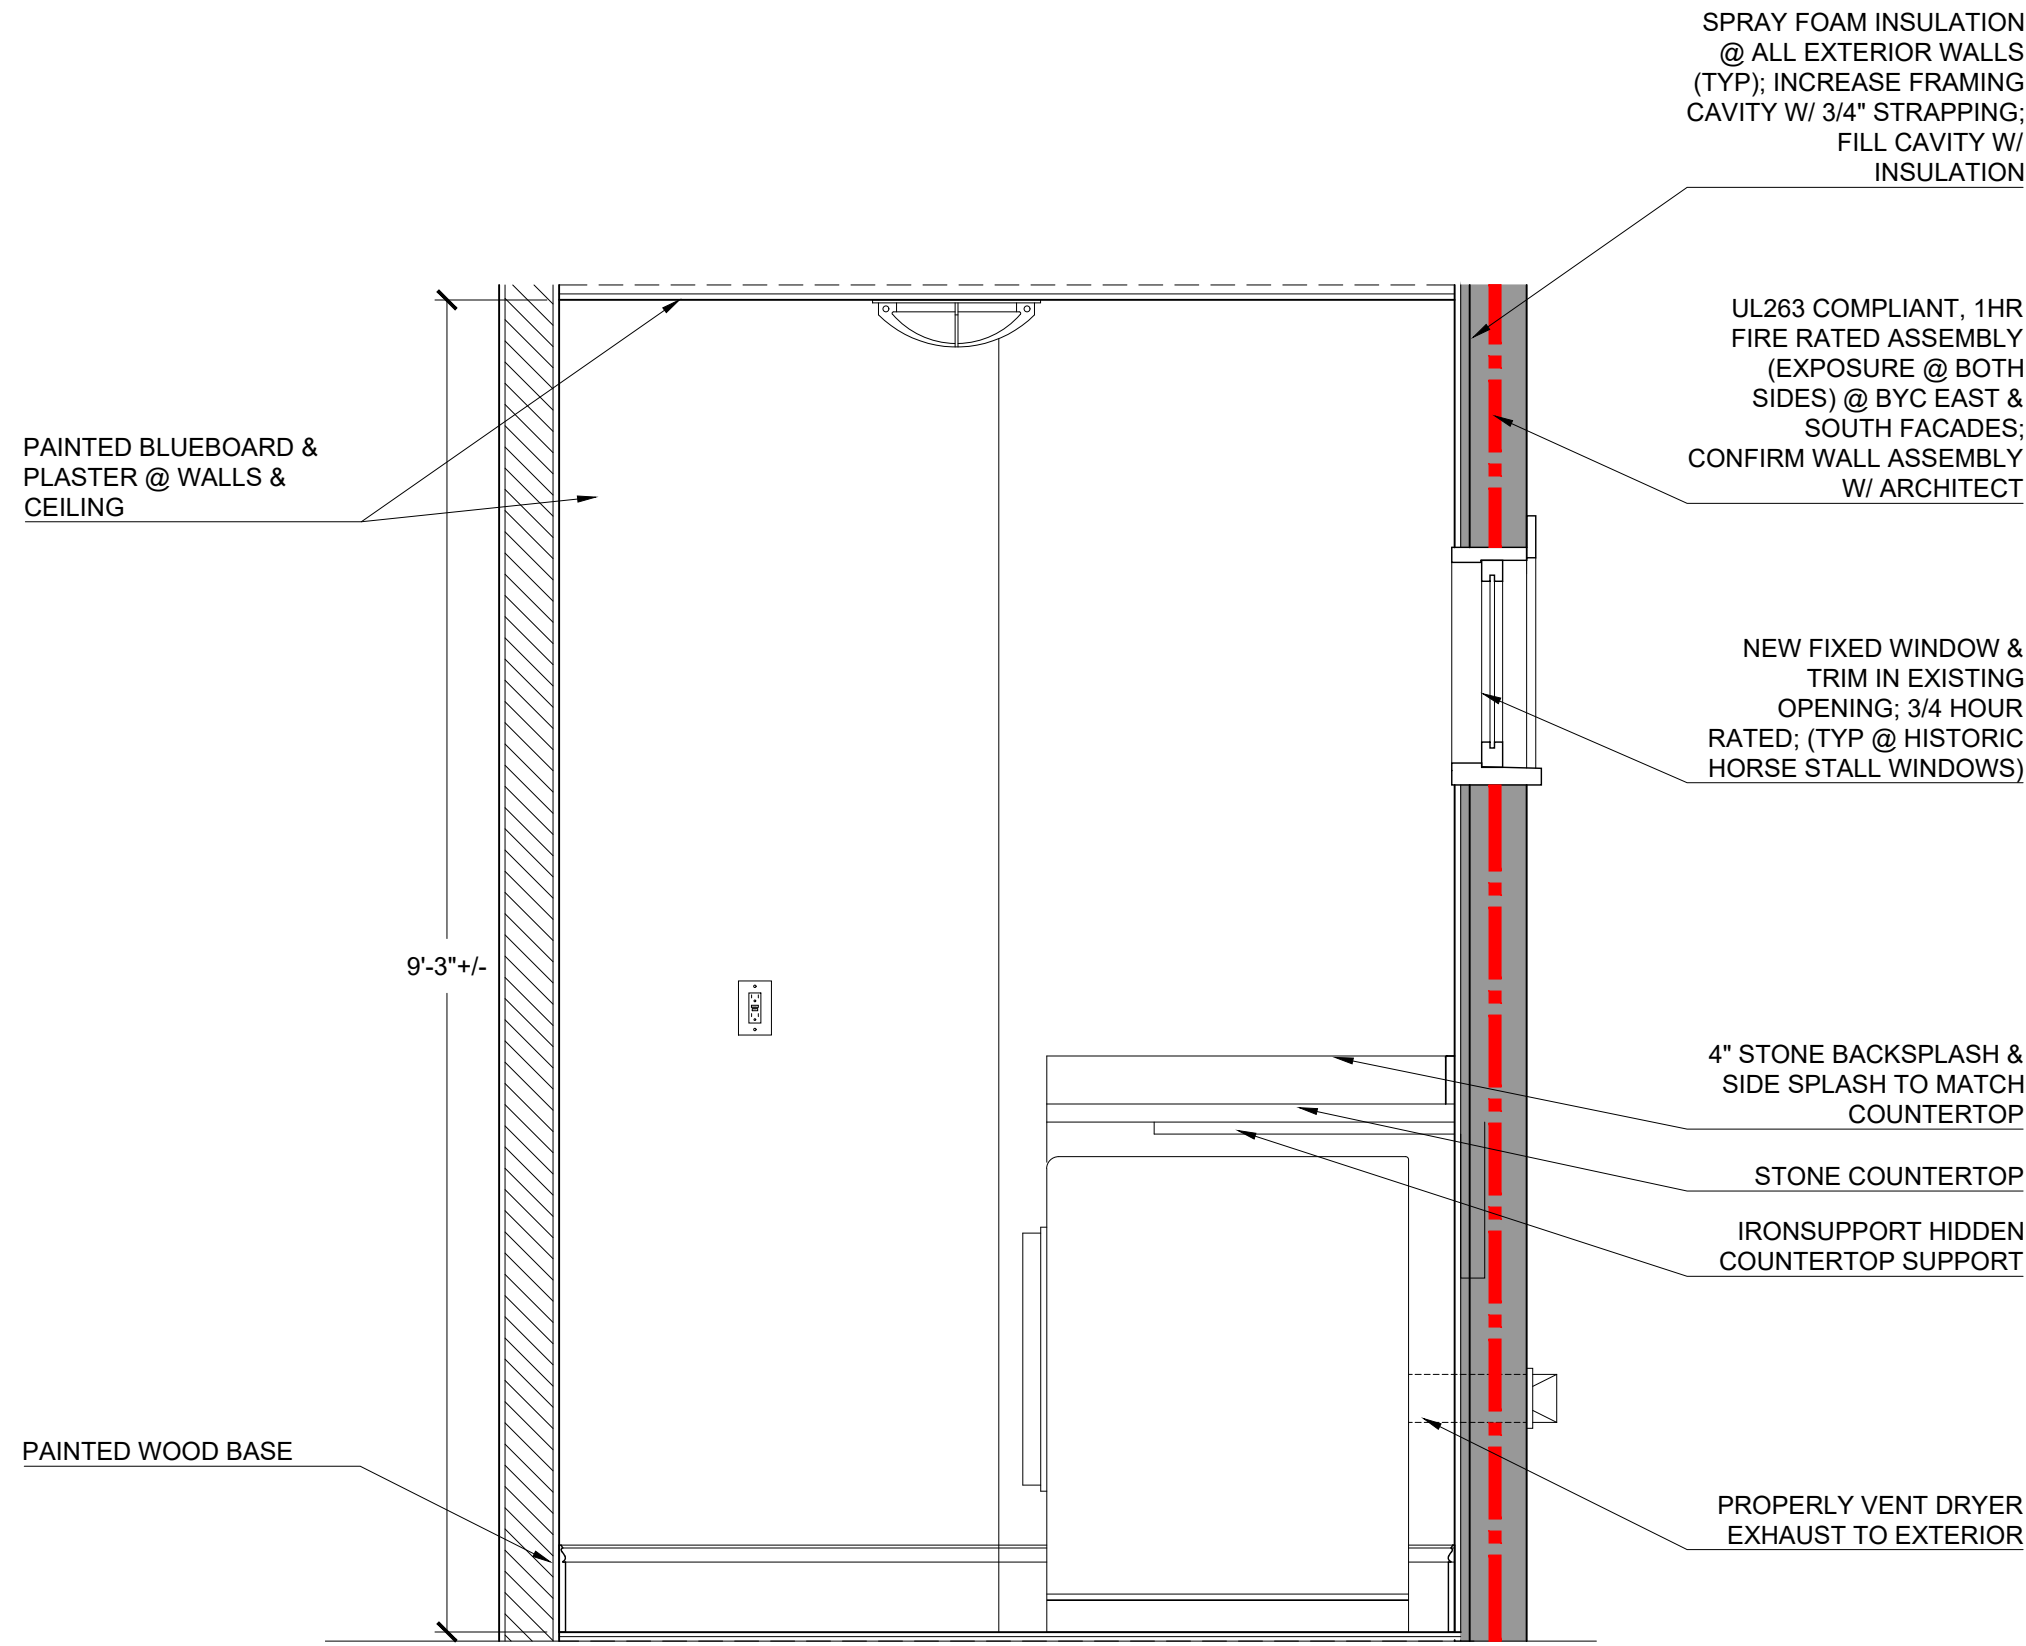 SPRAY FOAM INSULATION
@ ALL EXTERIOR WALLS
(TYP); INCREASE FRAMING
CAVITY W/ 3/4" STRAPPING;
FILL CAVITY W/
INSULATION
UL263 COMPLIANT, 1HR
FIRE RATED ASSEMBLY
(EXPOSURE @ BOTH
SIDES) @ BYC EAST &
SOUTH FACADES;
CONFIRM WALL ASSEMBLY
W/ ARCHITECT
PAINTED BLUEBOARD &
PLASTER @ WALLS &
CEILING
NEW FIXED WINDOW &
TRIM IN EXISTING
OPENING; 3/4 HOUR
RATED; (TYP @ HISTORIC
HORSE STALL WINDOWS)
9'-3"+/-
4" STONE BACKSPLASH &
SIDE SPLASH TO MATCH
COUNTERTOP
STONE COUNTERTOP
IRONSUPPORT HIDDEN
COUNTERTOP SUPPORT
PAINTED WOOD BASE
PROPERLY VENT DRYER
EXHAUST TO EXTERIOR